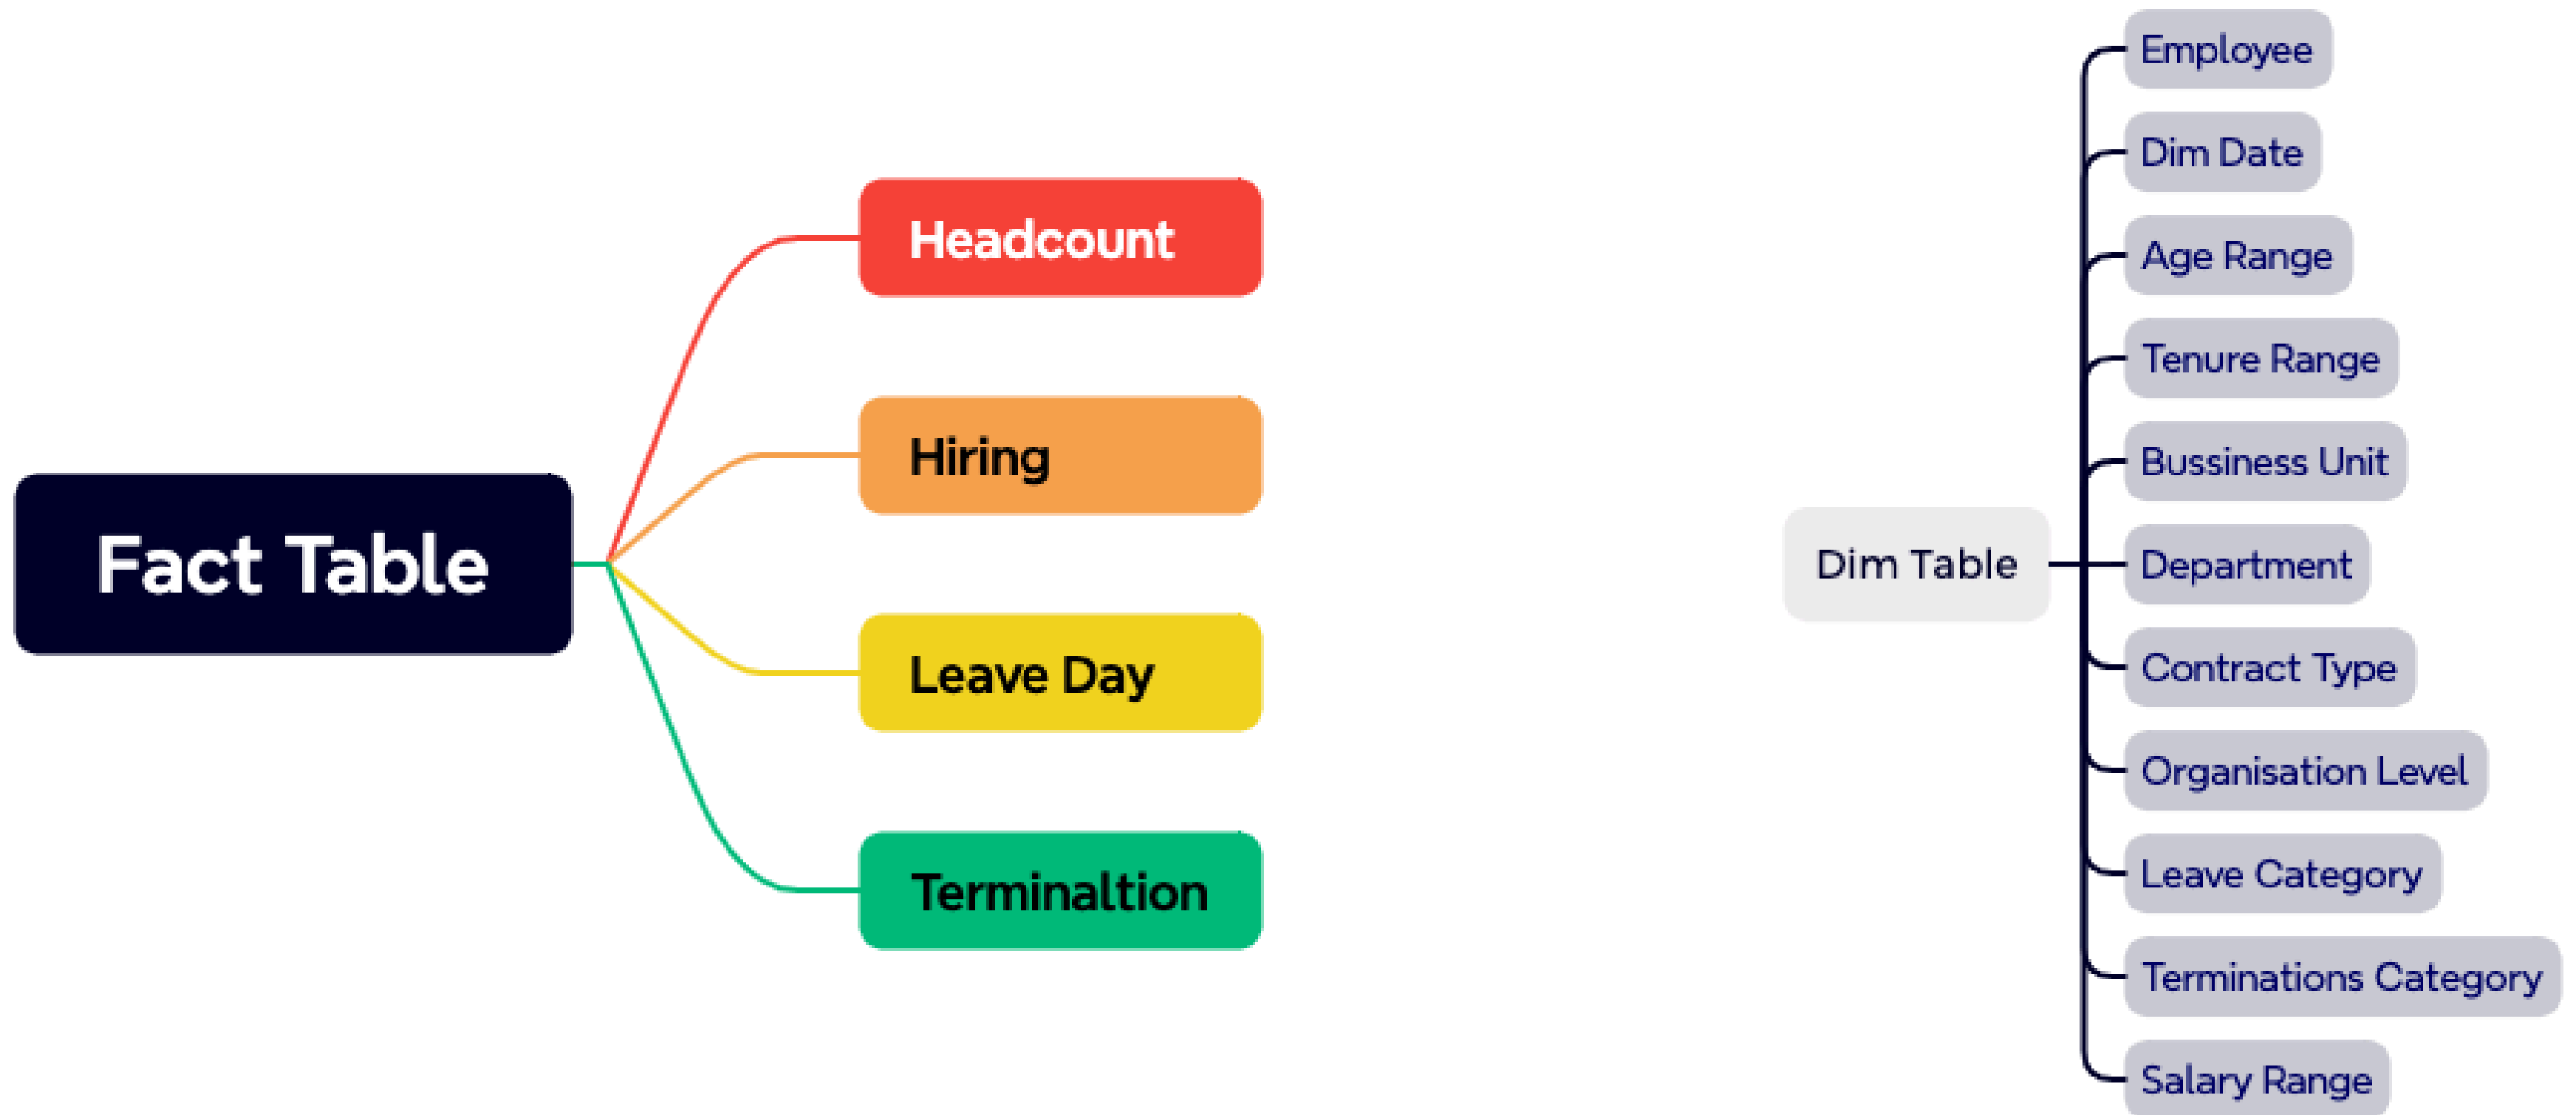 Fact Table
Headcount
Hiring
Leave Day
Terminaltion
Dim Table
Employee
Dim Date
Age Range
Tenure Range
Bussiness Unit
Department
Contract Type
Organisation Level
Leave Category
Terminations Category
Salary Range